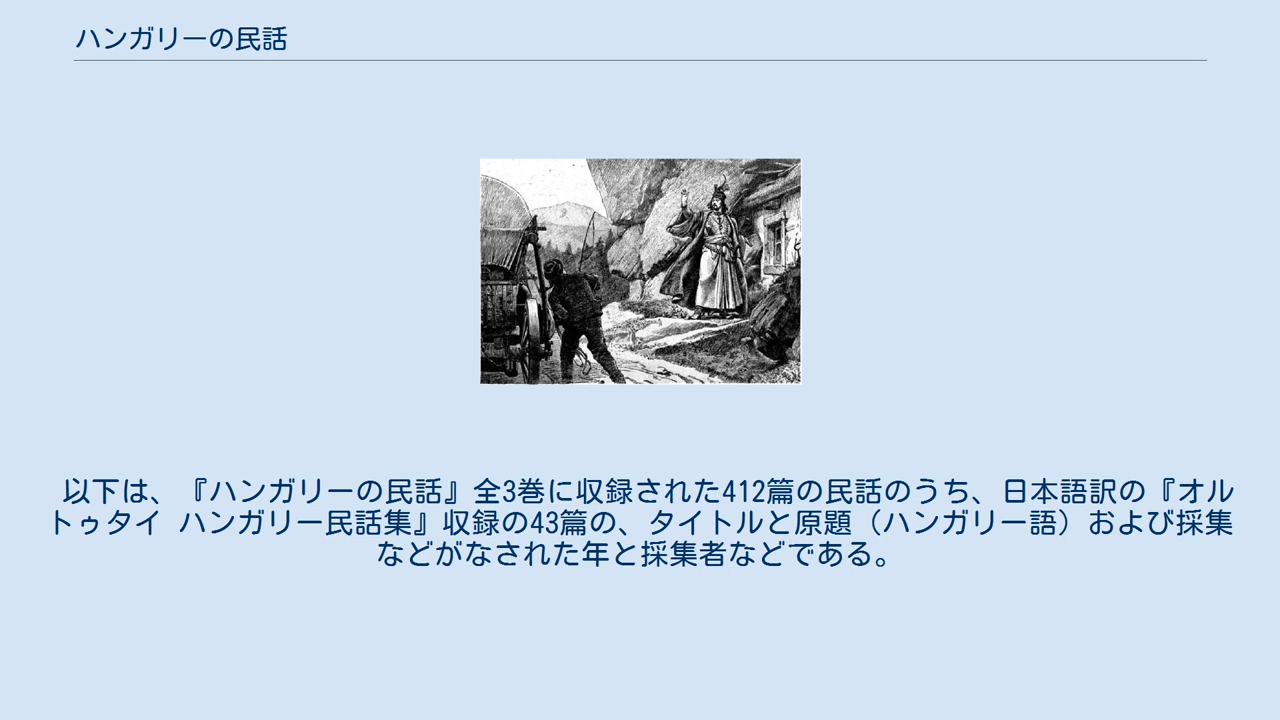 ハンガリーの民話
以下は、『ハンガリーの民話』全3巻に収録された412篇の民話のうち、日本語訳の『オル
トゥタイ ハンガリー民話集』収録の43篇の、タイトルと原題（ハンガリー語）および採集
などがなされた年と採集者などである。